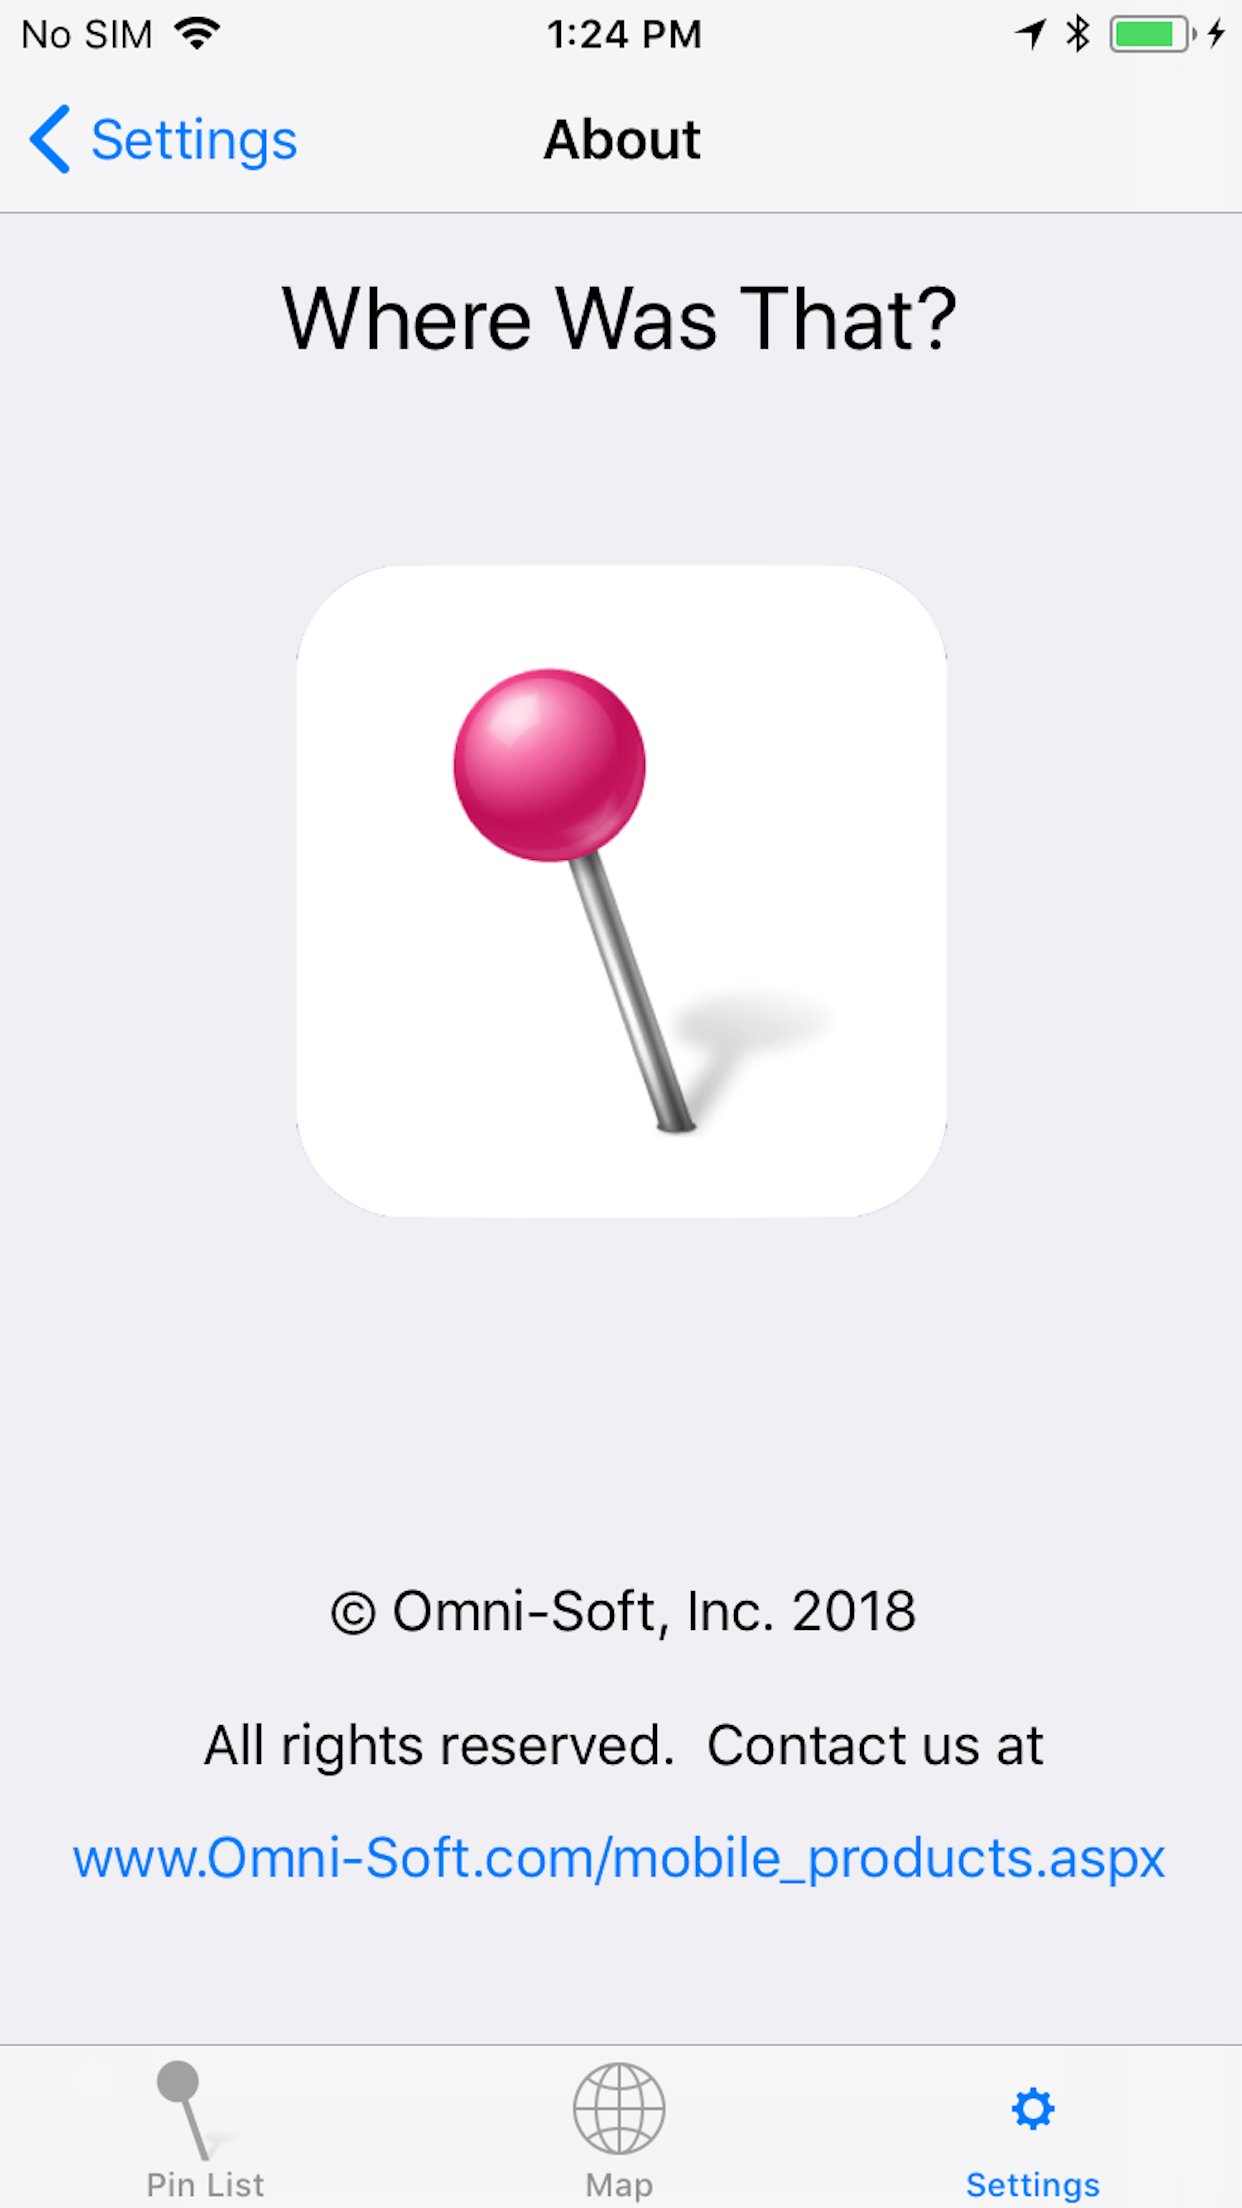 No SIM 1:24 PM
Settings About
Where Was That?
© Omni-Soft, Inc. 2018
All rights reserved.  Contact us at
www.Omni-Soft.com/mobile_products.aspx
Pin List Map Settings